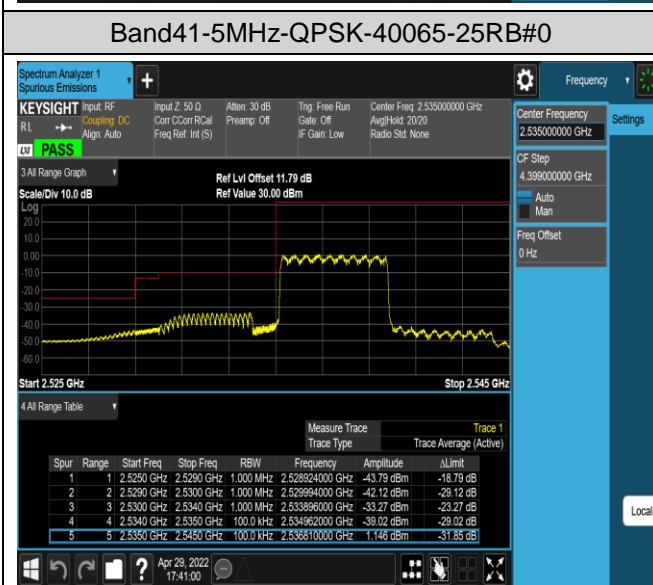 Band41-5MHz-QPSK-40065-25RB#0
Spectrum Analyzer 1
Spurious Emissions
+
Frequency
KEYSIGHT Input: RF Input Z: 50 Ω Atten: 30 dB Trig: Free Run Center Freq: 2.535000000 GHz
RL Coupling: DC Corr CCorr RCal Preamp: Off Gate: Off Avg|Hold: 20/20
Align: Auto Freq Ref: Int (S) IF Gain: Low Radio Std: None
LXI PASS
Center Frequency
2.535000000 GHz
Settings
CF Step
4.399000000 GHz
Auto
Man
Freq Offset
0 Hz
3 All Range Graph
Ref Lvl Offset 11.79 dB
Scale/Div 10.0 dB Ref Value 30.00 dBm
Log
20.0
10.0
0.00
-10.0
-20.0
-30.0
-40.0
-50.0
-60.0
Start 2.525 GHz Stop 2.545 GHz
4 All Range Table
Measure Trace Trace 1
Trace Type Trace Average (Active)
Spur Range Start Freq Stop Freq RBW Frequency Amplitude ΔLimit
1 1 2.5250 GHz 2.5290 GHz 1.000 MHz 2.528924000 GHz -43.79 dBm -18.79 dB
2 2 2.5290 GHz 2.5300 GHz 1.000 MHz 2.529994000 GHz -42.12 dBm -29.12 dB
3 3 2.5300 GHz 2.5340 GHz 1.000 MHz 2.533896000 GHz -33.27 dBm -23.27 dB
4 4 2.5340 GHz 2.5350 GHz 100.0 kHz 2.534962000 GHz -39.02 dBm -29.02 dB
5 5 2.5350 GHz 2.5450 GHz 100.0 kHz 2.536810000 GHz 1.146 dBm -31.85 dB
Local
?
Apr 29, 2022
17:41:00